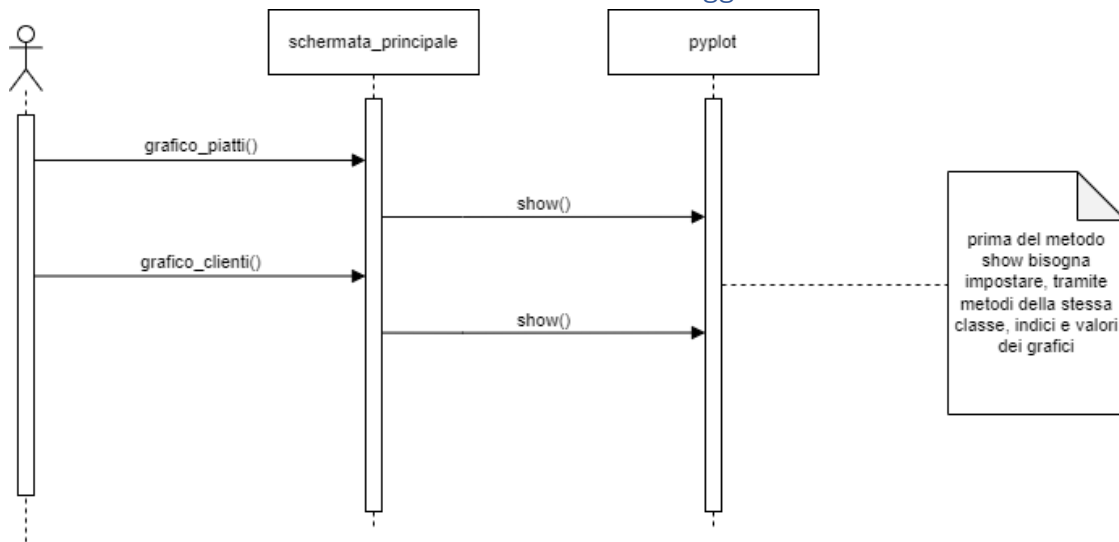 schermata_principale
pyplot
grafico_piatti()
show()
grafico_clienti()
show()
prima del metodo
show bisogna
impostare, tramite
metodi della stessa
classe, indici e valori
dei grafici